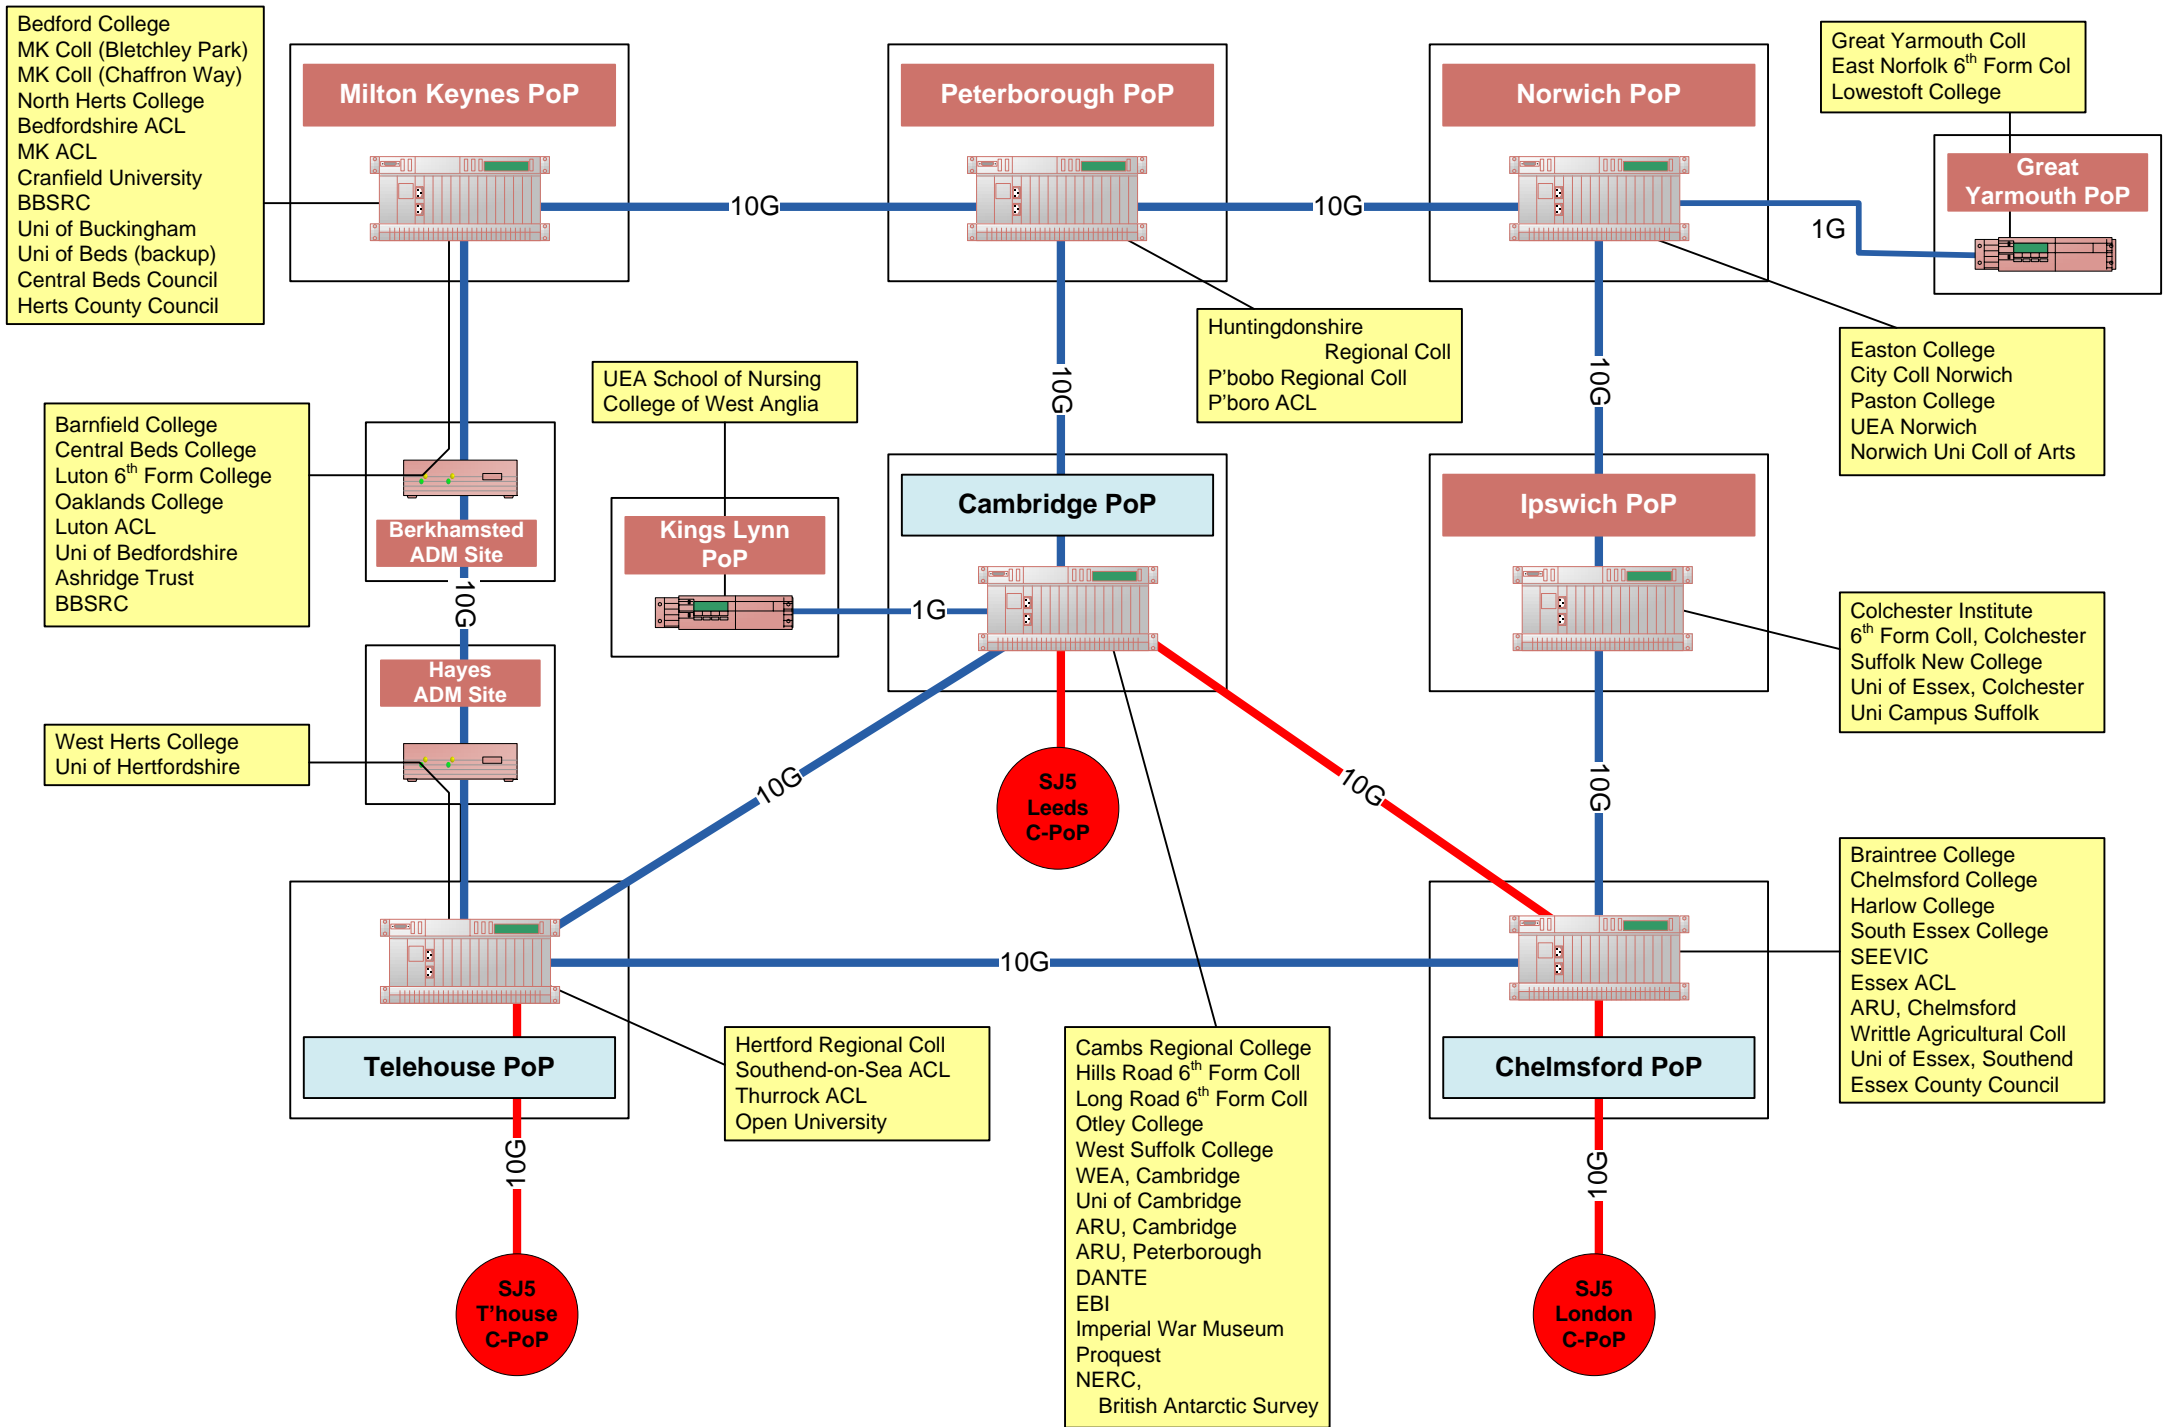 Bedford College
MK Coll (Bletchley Park)
MK Coll (Chaffron Way)
North Herts College
Bedfordshire ACL
MK ACL
Cranfield University
BBSRC
Uni of Buckingham
Uni of Beds (backup)
Central Beds Council
Herts County Council
Milton Keynes PoP
10G
Peterborough PoP
10G
Norwich PoP
1G
Great Yarmouth Coll
East Norfolk 6th Form Col
Lowestoft College
Great
Yarmouth PoP
Huntingdonshire
Regional Coll
P'bobo Regional Coll
P'boro ACL
Easton College
City Coll Norwich
Paston College
UEA Norwich
Norwich Uni Coll of Arts
10G
10G
UEA School of Nursing
College of West Anglia
Barnfield College
Central Beds College
Luton 6th Form College
Oaklands College
Luton ACL
Uni of Bedfordshire
Ashridge Trust
BBSRC
Berkhamsted
ADM Site
10G
Kings Lynn
PoP
1G
Cambridge PoP
Ipswich PoP
Colchester Institute
6th Form Coll, Colchester
Suffolk New College
Uni of Essex, Colchester
Uni Campus Suffolk
Hayes
ADM Site
West Herts College
Uni of Hertfordshire
10G
SJ5
Leeds
C-PoP
10G
10G
Braintree College
Chelmsford College
Harlow College
South Essex College
SEEVIC
Essex ACL
ARU, Chelmsford
Writtle Agricultural Coll
Uni of Essex, Southend
Essex County Council
10G
Telehouse PoP
Hertford Regional Coll
Southend-on-Sea ACL
Thurrock ACL
Open University
Cambs Regional College
Hills Road 6th Form Coll
Long Road 6th Form Coll
Otley College
West Suffolk College
WEA, Cambridge
Uni of Cambridge
ARU, Cambridge
ARU, Peterborough
DANTE
EBI
Imperial War Museum
Proquest
NERC,
British Antarctic Survey
Chelmsford PoP
10G
10G
SJ5
T'house
C-PoP
SJ5
London
C-PoP